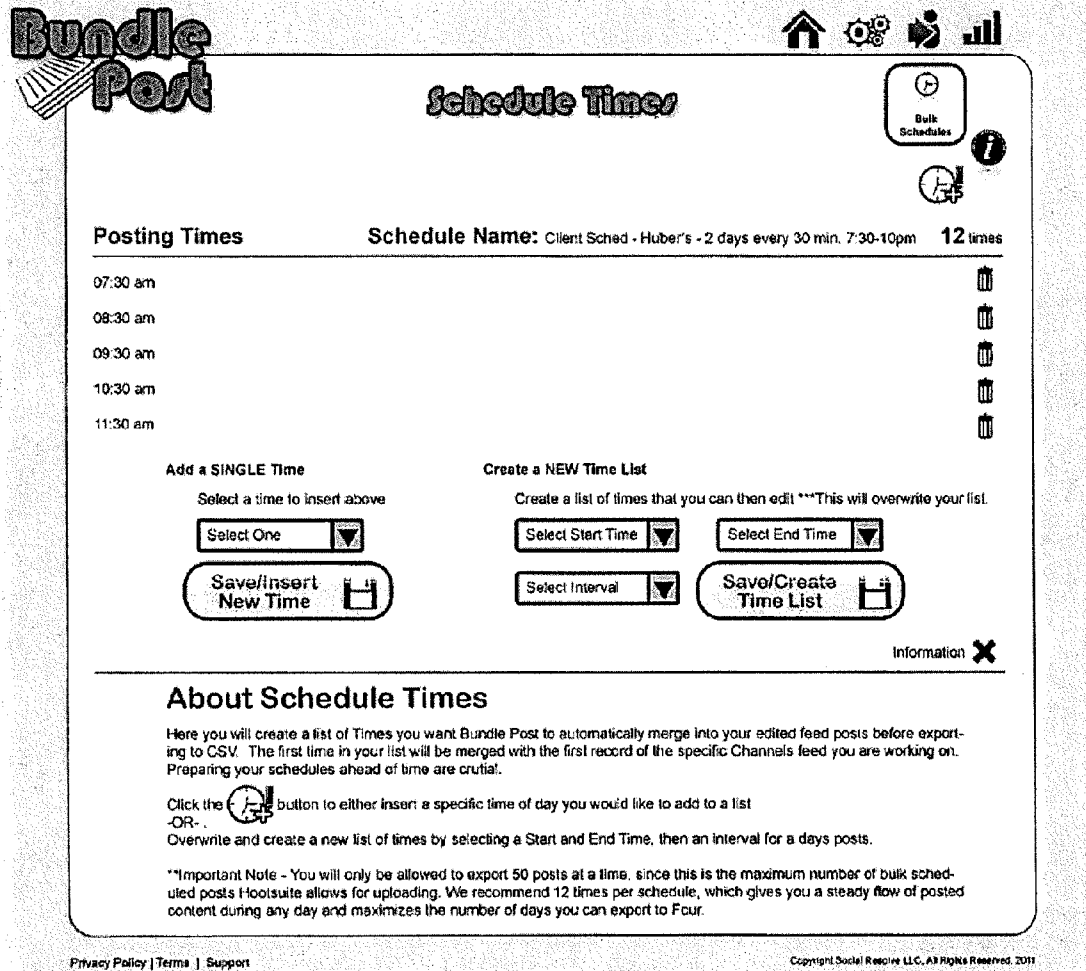 Bundle
Post
Schedule Times
Bulk
Schedules
i
Posting Times Schedule Name: Client Sched - Huber's - 2 days every 30 min. 7:30-10pm 12 times
07:30 am
08:30 am
09:30 am
10:30 am
11:30 am
Add a SINGLE Time Create a NEW Time List
Select a time to insert above Create a list of times that you can then edit ***This will overwrite your list.
Select One Select Start Time Select End Time
Save/Insert
New Time
Select Interval
Save/Create
Time List
Information
About Schedule Times
Here you will create a list of Times you want Bundle Post to automatically merge into your edited feed posts before export-
ing to CSV. The first time in your list will be merged with the first record of the specific Channels feed you are working on.
Preparing your schedules ahead of time are crutial.
Click the button to either insert a specific time of day you would like to add to a list
-OR- .
Overwrite and create a new list of times by selecting a Start and End Time, then an interval for a days posts.
**Important Note - You will only be allowed to export 50 posts at a time, since this is the maximum number of bulk sched-
uled posts Hootsuite allows for uploading. We recommend 12 times per schedule, which gives you a steady flow of posted
content during any day and maximizes the number of days you can export to Four.
Privacy Policy | Terms | Support Copyright Social Resolve LLC, All Rights Reserved, 2011